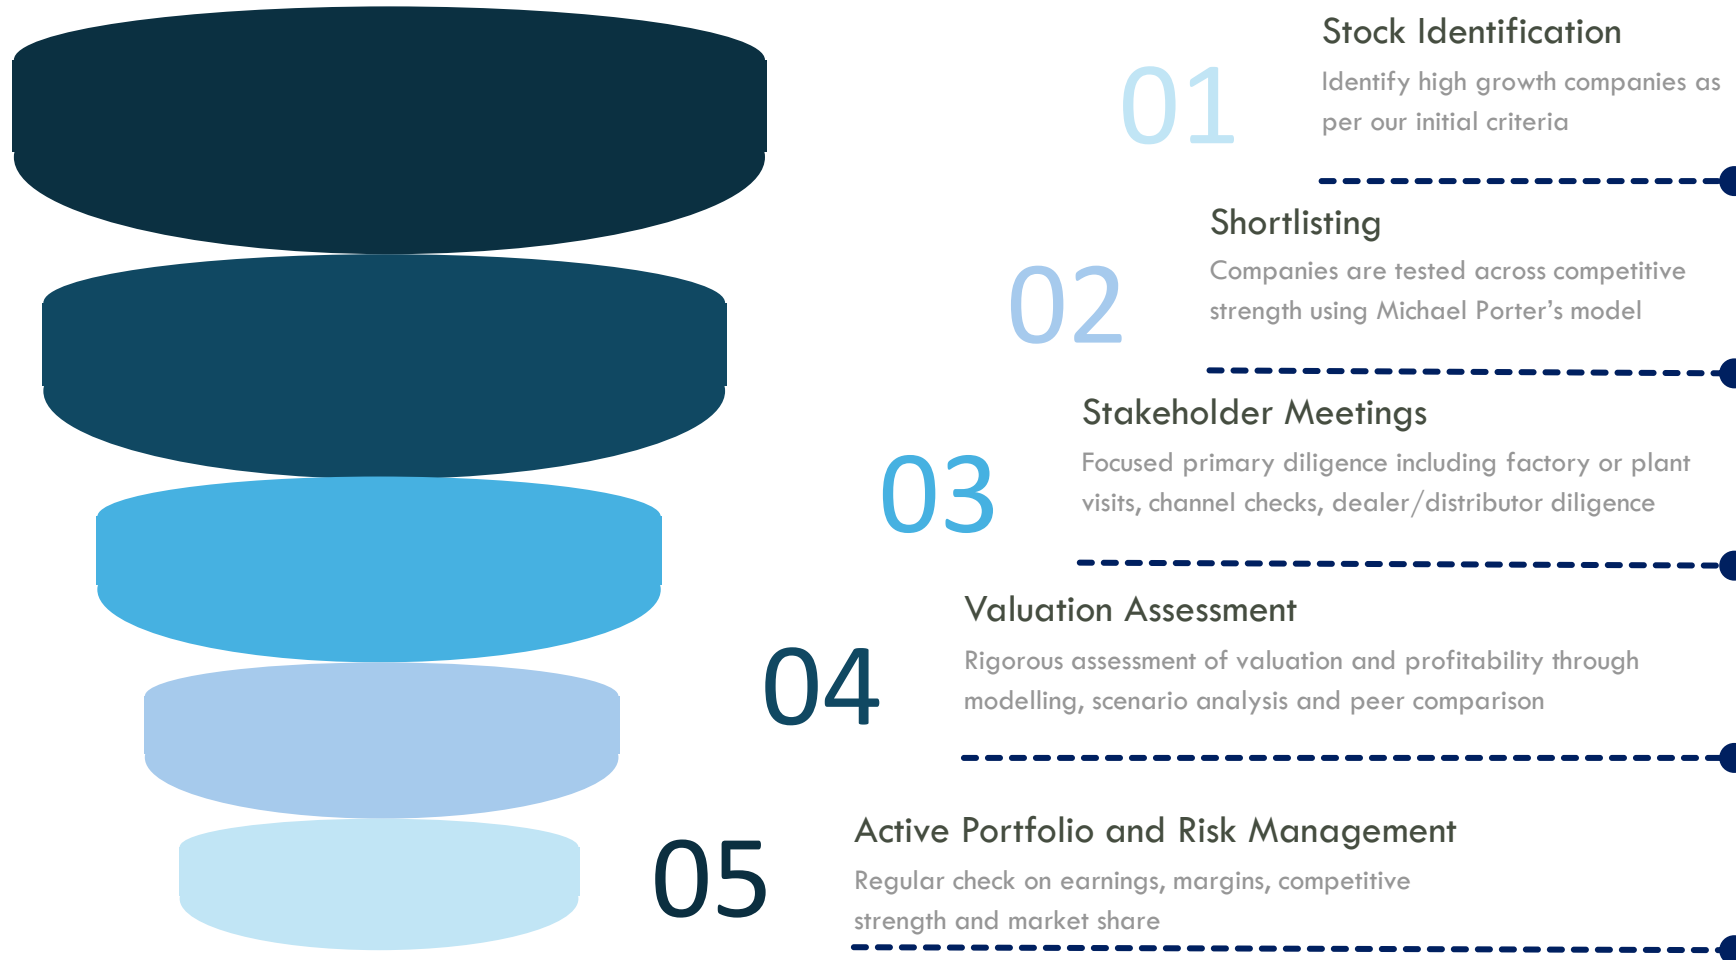 Stock Identification
01
Identify high growth companies as
per our initial criteria
Shortlisting
02
Companies are tested across competitive
strength using Michael Porter’s model
Stakeholder Meetings
03
Focused primary diligence including factory or plant
visits, channel checks, dealer/distributor diligence
Valuation Assessment
04
Rigorous assessment of valuation and profitability through
modelling, scenario analysis and peer comparison
Active Portfolio and Risk Management
05
Regular check on earnings, margins, competitive
strength and market share